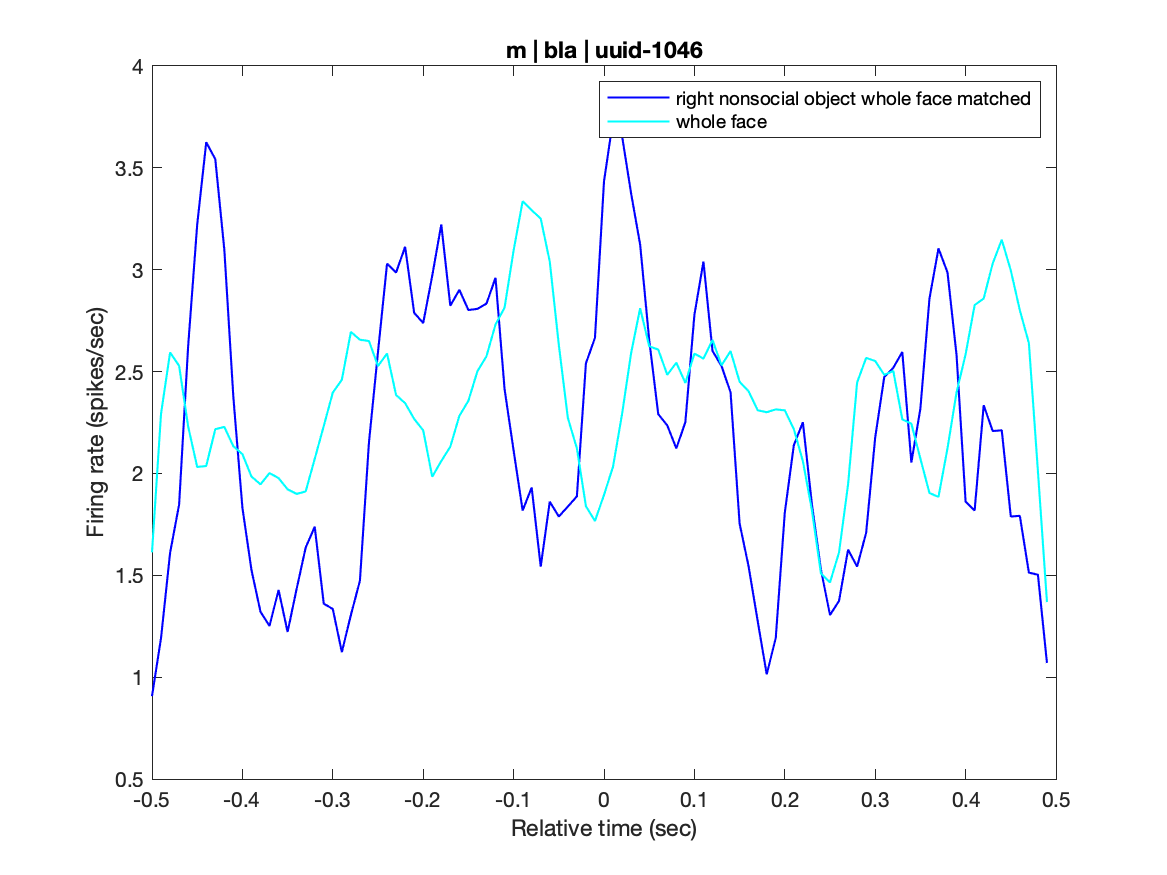 m | bla | uuid-1046
right nonsocial object whole face matched
whole face
Firing rate (spikes/sec)
4
3.5
3
2.5
2
1.5
1
0.5
-0.5 -0.4 -0.3 -0.2 -0.1 0 0.1 0.2 0.3 0.4 0.5
Relative time (sec)